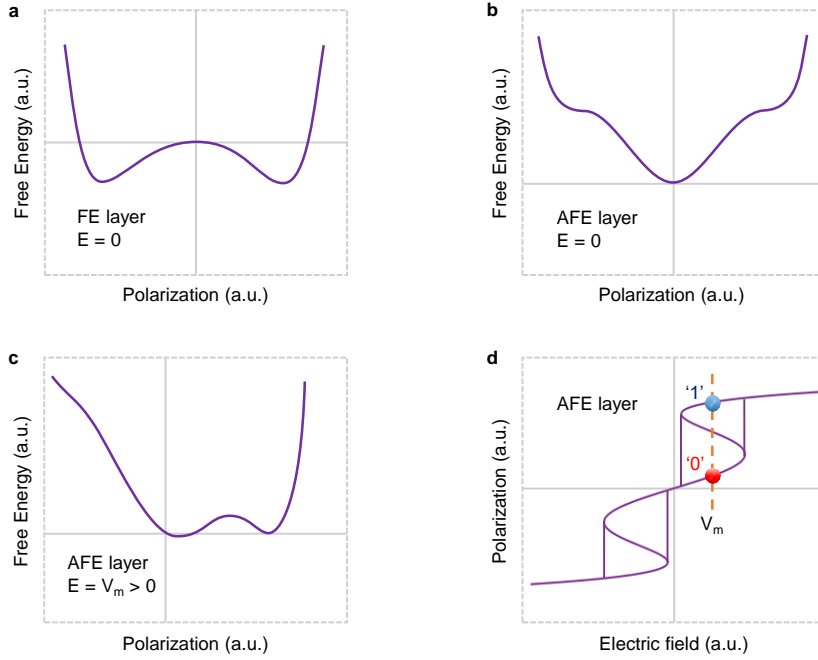 a
Free Energy (a.u.)
FE layer
E = 0
Polarization (a.u.)
b
Free Energy (a.u.)
AFE layer
E = 0
Polarization (a.u.)
c
Free Energy (a.u.)
AFE layer
E = Vm > 0
Polarization (a.u.)
d
Polarization (a.u.)
AFE layer
‘1’
‘0’
Vm
Electric field (a.u.)